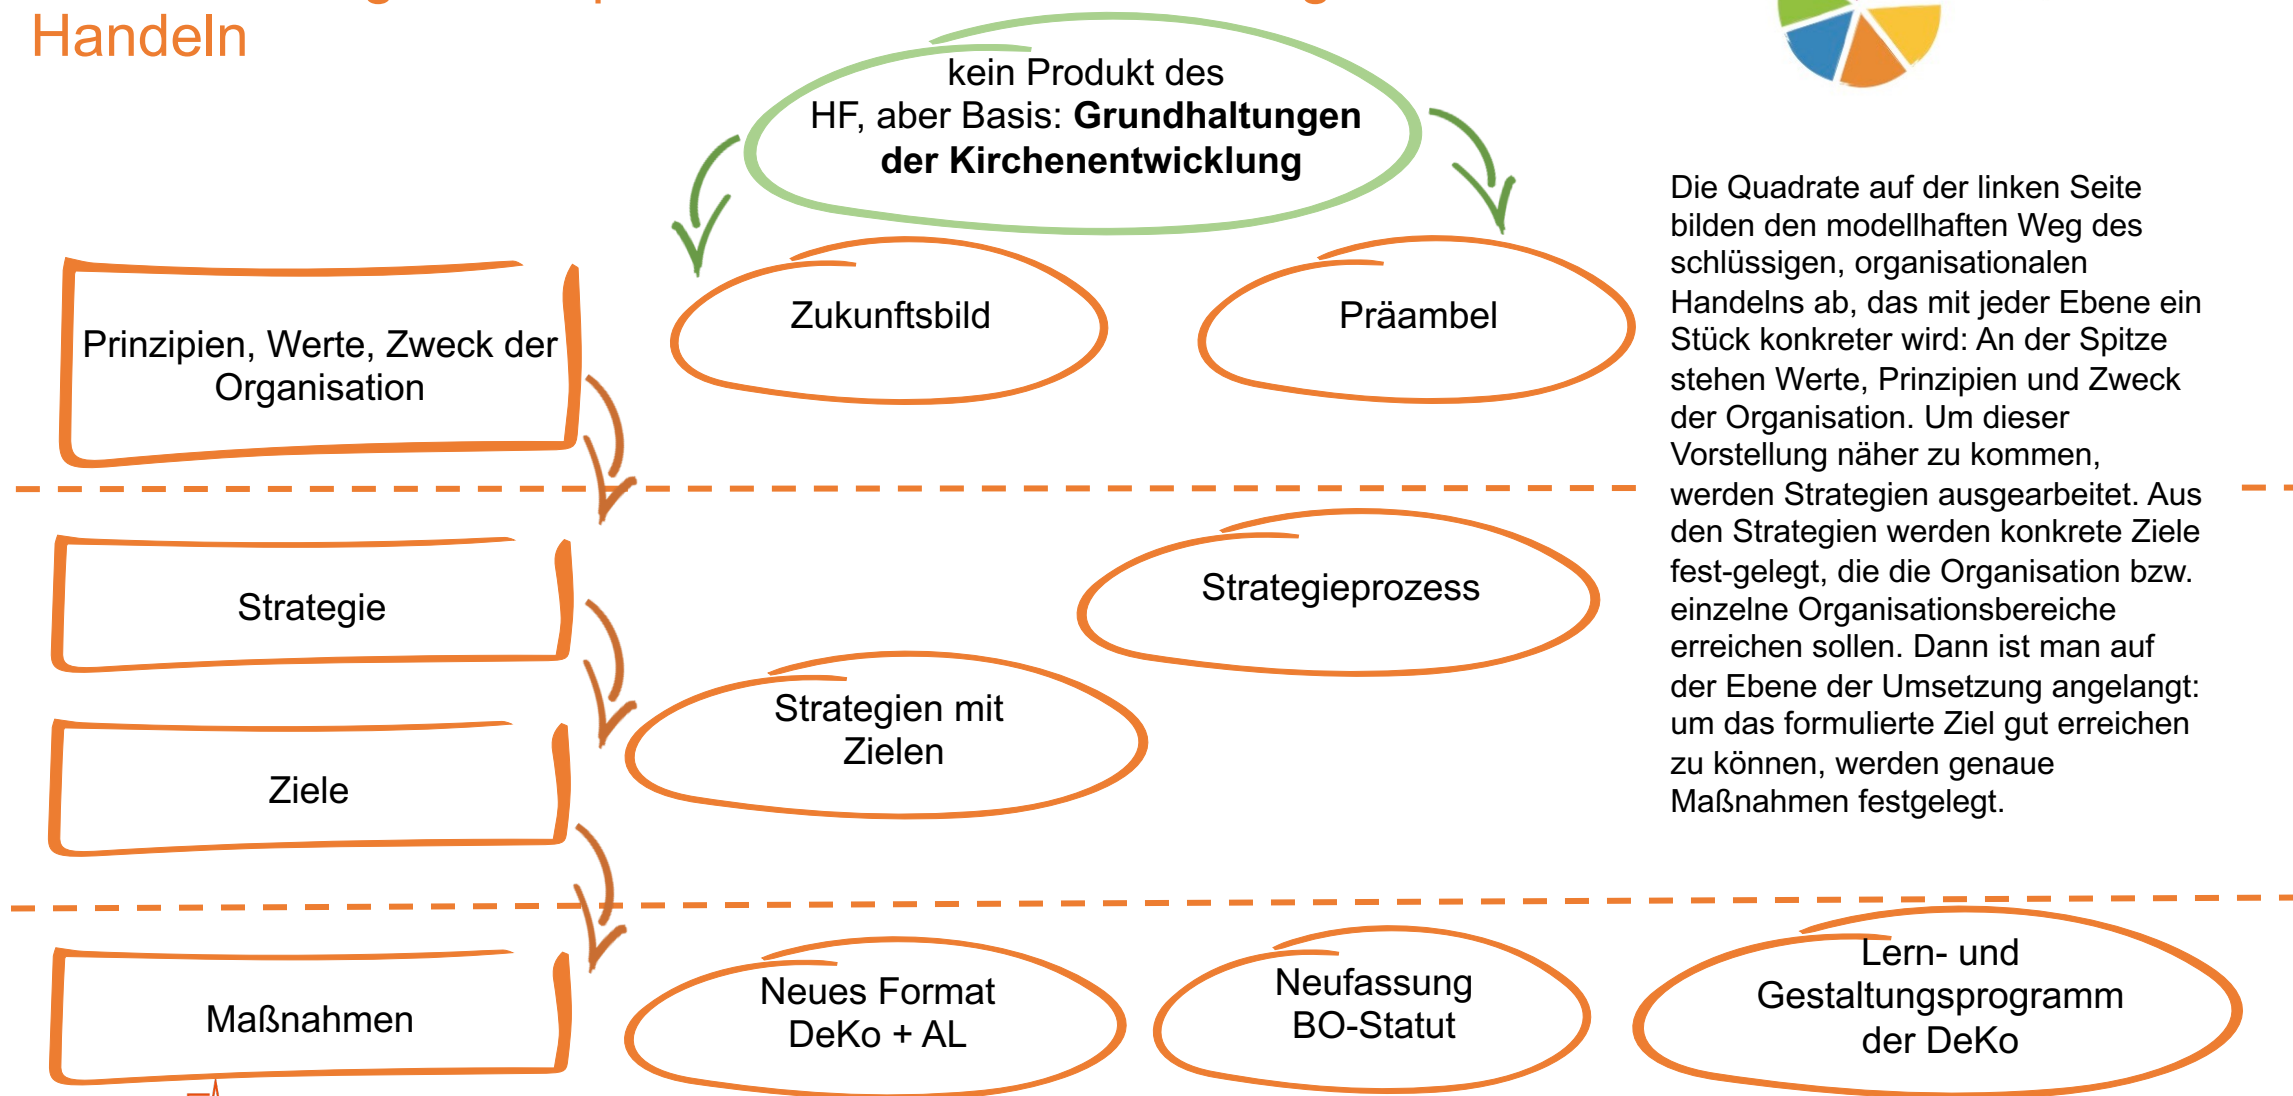 Handeln
kein Produkt des
HF, aber Basis: Grundhaltungen
der Kirchenentwicklung
Prinzipien, Werte, Zweck der
Organisation
Zukunftsbild
Präambel
Strategie
Strategieprozess
Strategien mit
Zielen
Ziele
Maßnahmen
Neues Format
DeKo + AL
Neufassung
BO-Statut
Lern- und
Gestaltungsprogramm
der DeKo
Die Quadrate auf der linken Seite
bilden den modellhaften Weg des
schlüssigen, organisationalen
Handelns ab, das mit jeder Ebene ein
Stück konkreter wird: An der Spitze
stehen Werte, Prinzipien und Zweck
der Organisation. Um dieser
Vorstellung näher zu kommen,
werden Strategien ausgearbeitet. Aus
den Strategien werden konkrete Ziele
fest-gelegt, die die Organisation bzw.
einzelne Organisationsbereiche
erreichen sollen. Dann ist man auf
der Ebene der Umsetzung angelangt:
um das formulierte Ziel gut erreichen
zu können, werden genaue
Maßnahmen festgelegt.